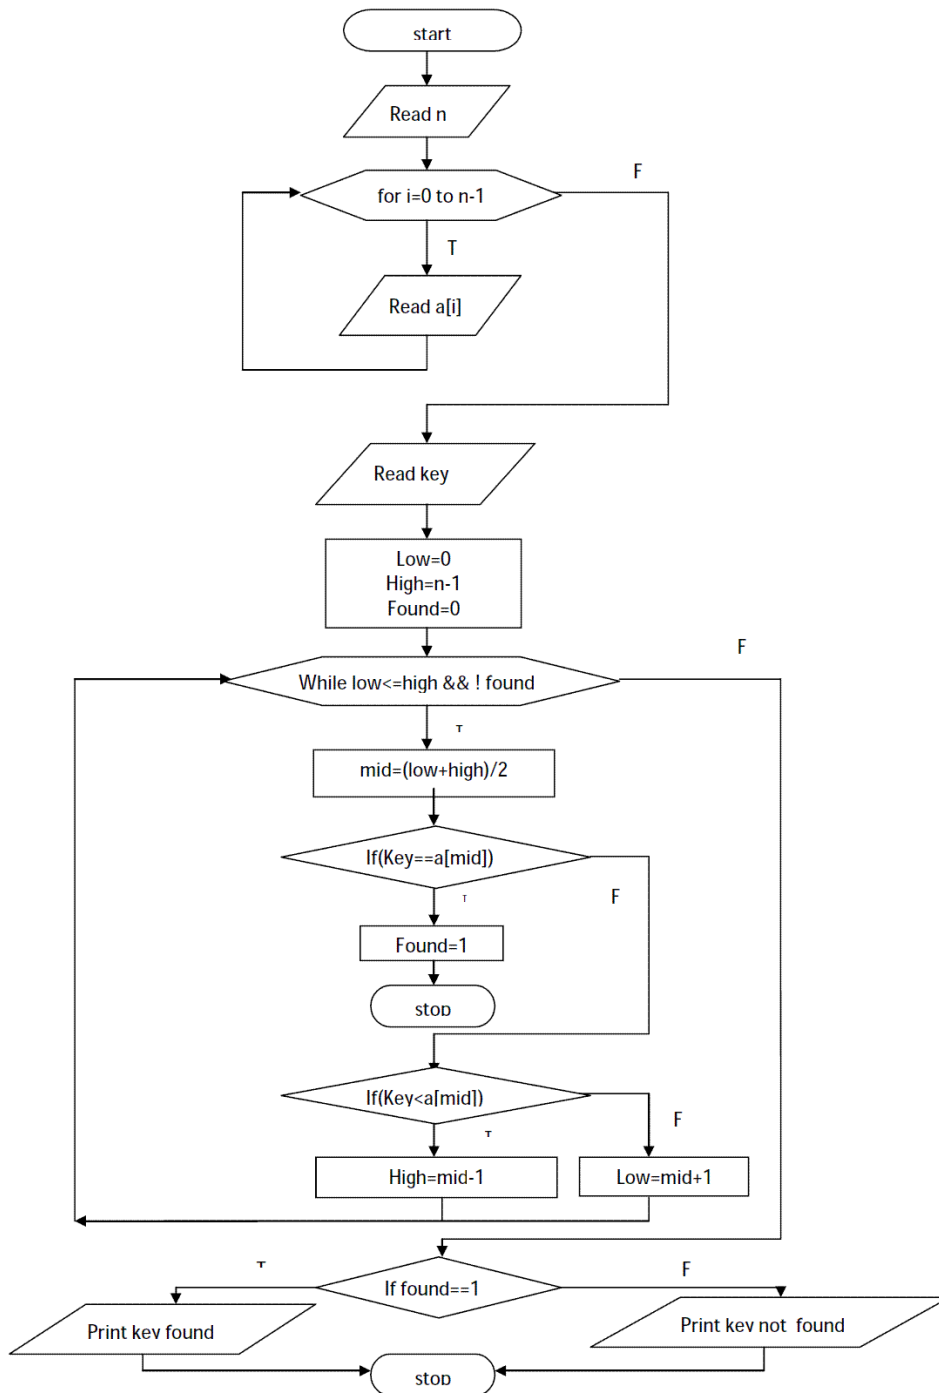 start
Read n
for i=0 to n-1
F
T
Read a[i]
Read key
Low=0
High=n-1
Found=0
F
While low<=high && ! found
T
mid=(low+high)/2
If(Key==a[mid])
T
F
Found=1
stop
If(Key<a[mid])
T
F
High=mid-1
Low=mid+1
T
F
If found==1
Print key found
Print key not found
stop